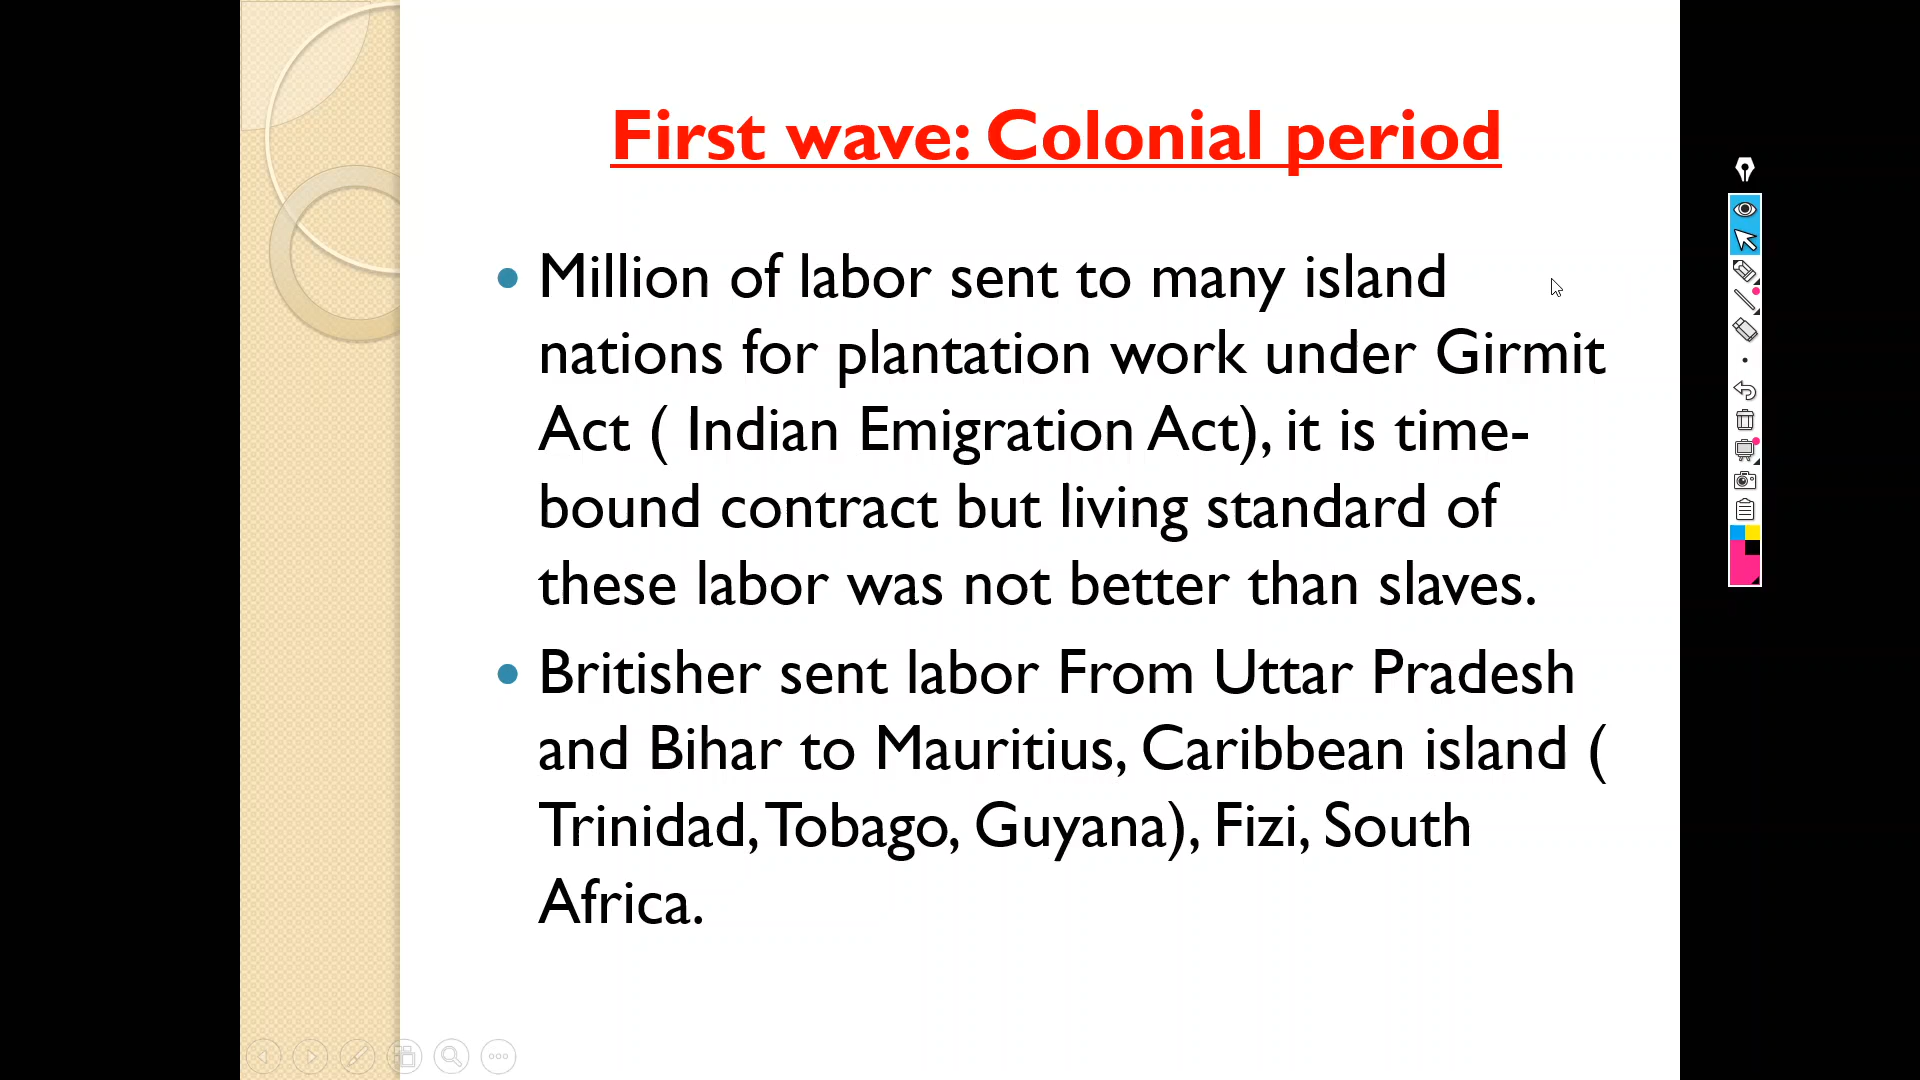 First wave: Colonial period
Million of labor sent to many island
nations for plantation work under Girmit
Act ( Indian Emigration Act), it is time-
bound contract but living standard of
these labor was not better than slaves.
Britisher sent labor From Uttar Pradesh
and Bihar to Mauritius, Caribbean island (
Trinidad, Tobago, Guyana), Fizi, South
Africa.